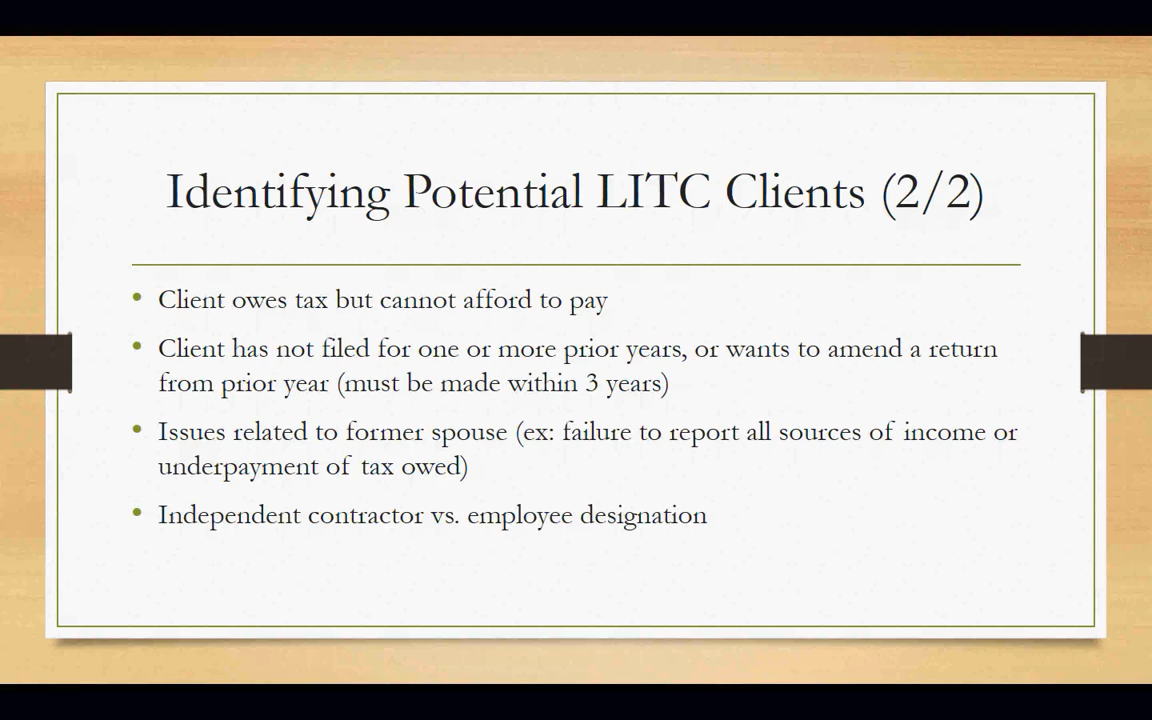 Identifying Potential LITC Clients (2/2)
• Client owes tax but cannot afford to pay
• Client has not filed for one or more prior years, or wants to amend a return
from prior year (must be made within 3 years)
• Issues related to former spouse (ex: failure to report all sources of income or
underpayment of tax owed)
• Independent contractor vs. employee designation